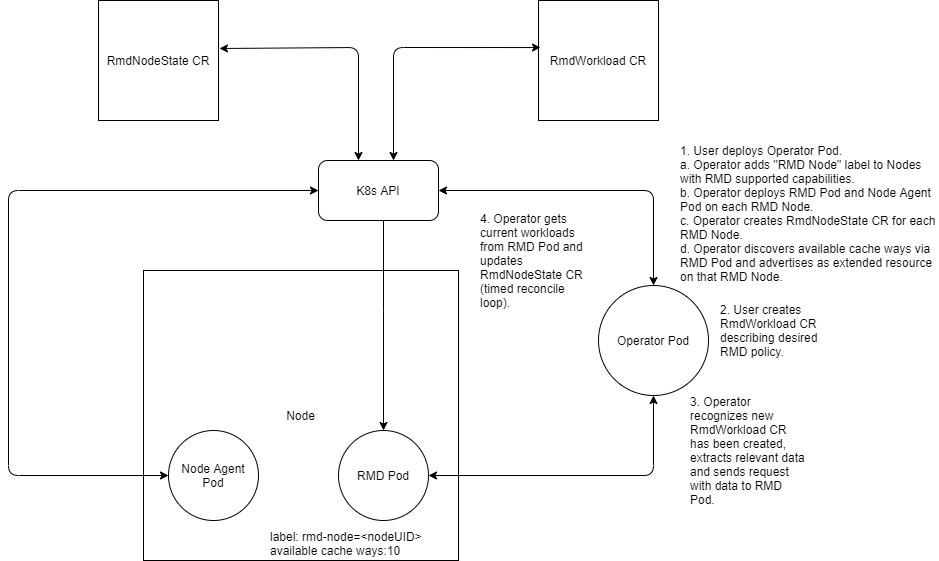 RmdNodeState CR
RmdWorkload CR
K8s API
1. User deploys Operator Pod.
a. Operator adds "RMD Node" label to Nodes
with RMD supported capabilities.
b. Operator deploys RMD Pod and Node Agent
Pod on each RMD Node.
c. Operator creates RmdNodeState CR for each
RMD Node.
d. Operator discovers available cache ways via
RMD Pod and advertises as extended resource
on that RMD Node.
4. Operator gets
current workloads
from RMD Pod and
updates
RmdNodeState CR
(timed reconcile
loop).
Operator Pod
2. User creates
RmdWorkload CR
describing desired
RMD policy.
3. Operator
recognizes new
RmdWorkload CR
has been created,
extracts relevant data
and sends request
with data to RMD
Pod.
Node
Node Agent
Pod
RMD Pod
label: rmd-node=<nodeUID>
available cache ways:10